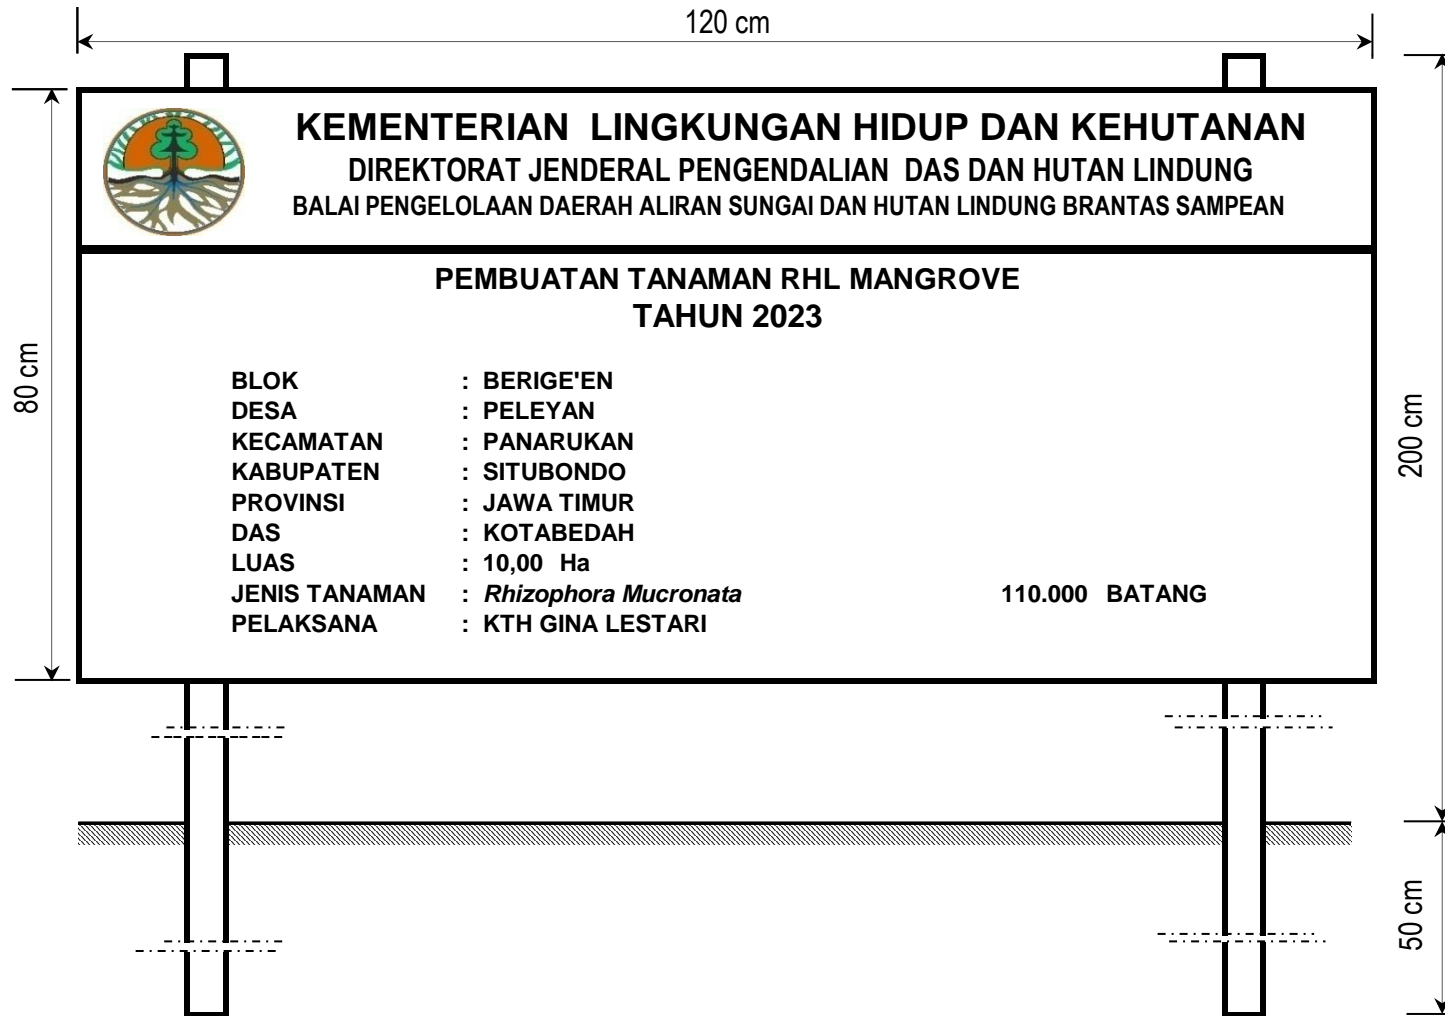 120 cm
KEMENTERIAN LINGKUNGAN HIDUP DAN KEHUTANAN
DIREKTORAT JENDERAL PENGENDALIAN DAS DAN HUTAN LINDUNG
BALAI PENGELOLAAN DAERAH ALIRAN SUNGAI DAN HUTAN LINDUNG BRANTAS SAMPEAN
PEMBUATAN TANAMAN RHL MANGROVE
TAHUN 2023
BLOK : BERIGE'EN
DESA : PELEYAN
KECAMATAN : PANARUKAN
KABUPATEN : SITUBONDO
PROVINSI : JAWA TIMUR
DAS : KOTABEDAH
LUAS : 10,00 Ha
JENIS TANAMAN : Rhizophora Mucronata 110.000 BATANG
PELAKSANA : KTH GINA LESTARI
80 cm
200 cm
50 cm